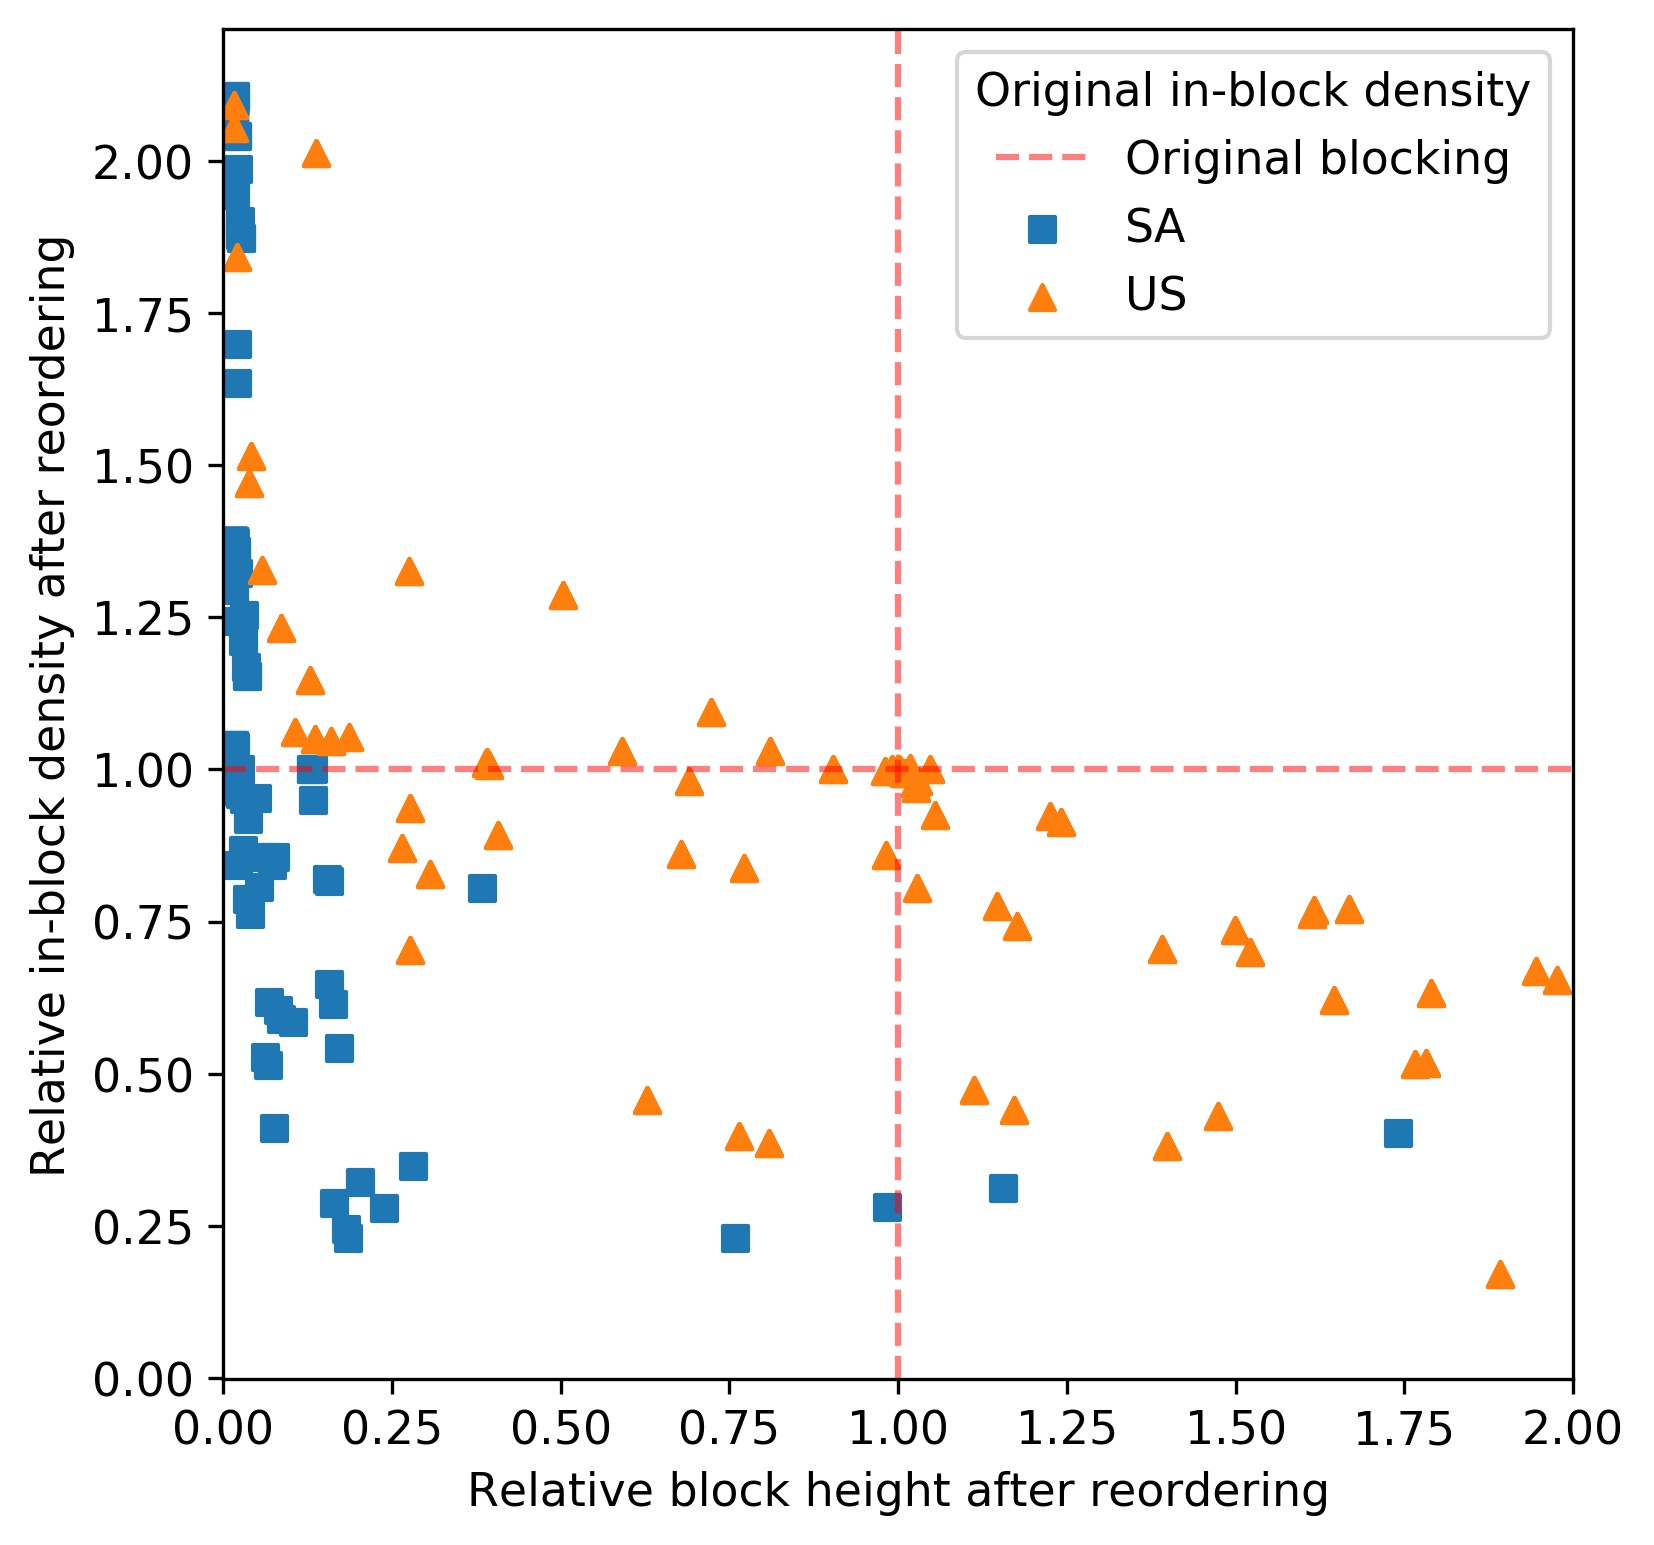 Original in-block density
Original blocking
SA
US
Relative in-block density after reordering
2.00
1.75
1.50
1.25
1.00
0.75
0.50
0.25
0.00
0.00 0.25 0.50 0.75 1.00 1.25 1.50 1.75 2.00
Relative block height after reordering